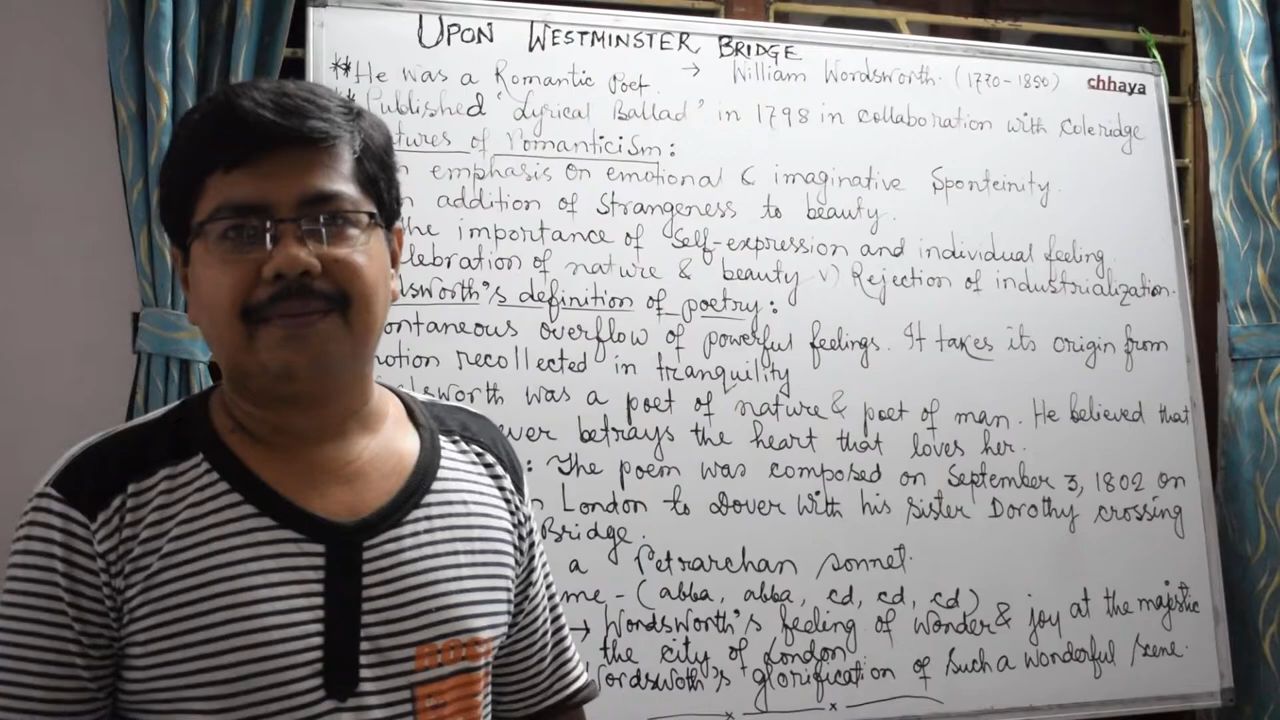 UPON WESTMINSTER BRIDGE
**He was a Romantic Poet. → William Wordsworth. (1770-1850)
chhaya
Published 'Lyrical Ballad' in 1798 in collaboration with Coleridge
tures of Romanticism:
n emphasis on emotional & imaginative Sponteinity.
n addition of strangeness to beauty.
the importance of self-expression and individual feeling.
lebration of nature & beauty v) Rejection of industrialization.
dsworth's definition of poetry:
ontaneous overflow of powerful feelings. It takes its origin from
motion recollected in tranquility
dsworth was a poet of nature & poet of man. He believed that
ever betrays the heart that loves her.
: The poem was composed on September 3, 1802 on
n London to Dover with his sister Dorothy crossing
Bridge.
a Petrarchan sonnet.
me - (abba, abba, cd, cd, cd)
→ Wordsworth's feeling of wonder & joy at the majestic
the city of London
Wordswoth's glorification of such a wonderful scene.
ROC